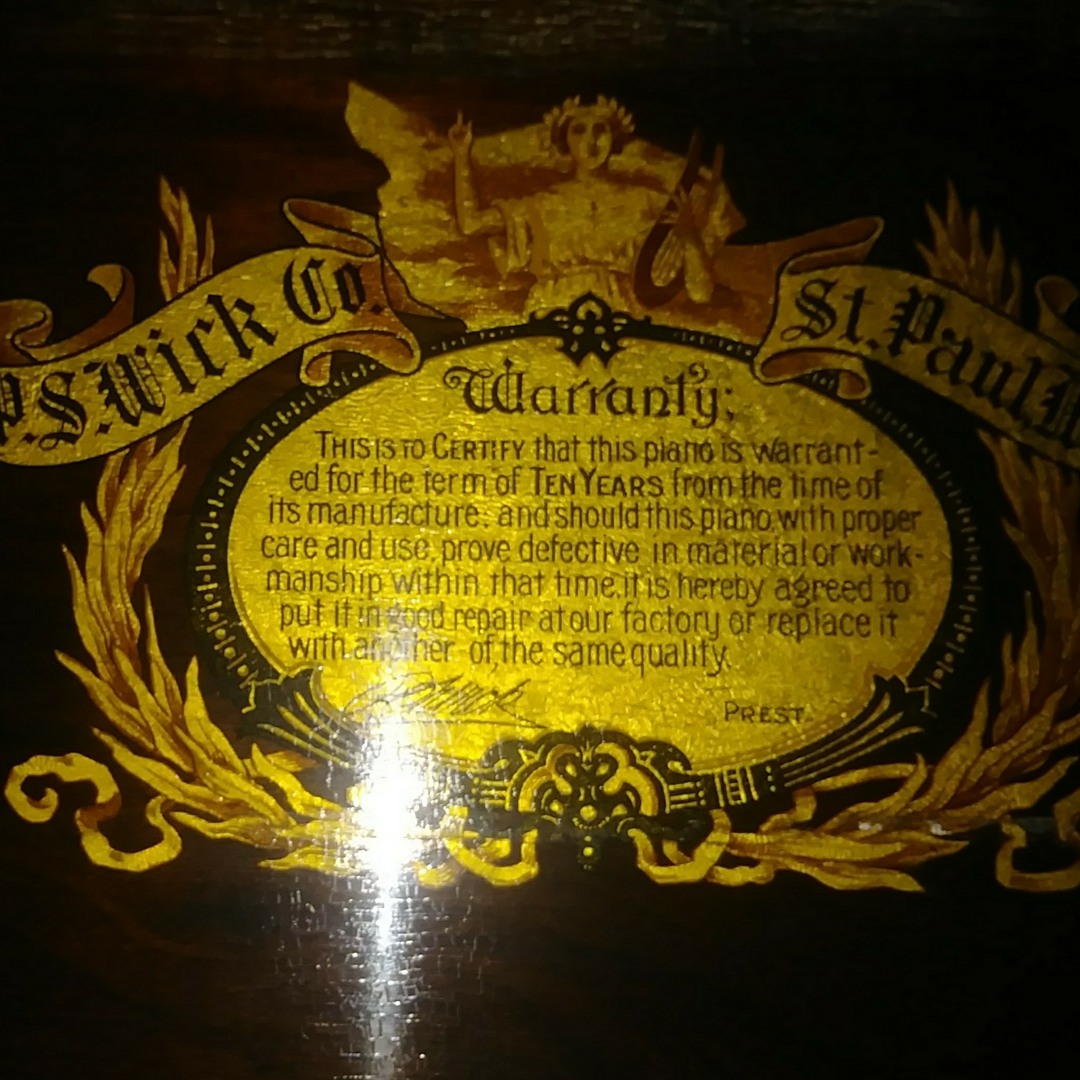 P.S. Wick Co.
St. Paul, M
Warranty;
THIS IS TO CERTIFY that this piano is warrant-
ed for the term of TEN YEARS from the time of
its manufacture: and should this piano, with proper
care and use, prove defective in material or work-
manship within that time, it is hereby agreed to
put it in good repair at our factory or replace it
with another of, the same quality.
PREST.